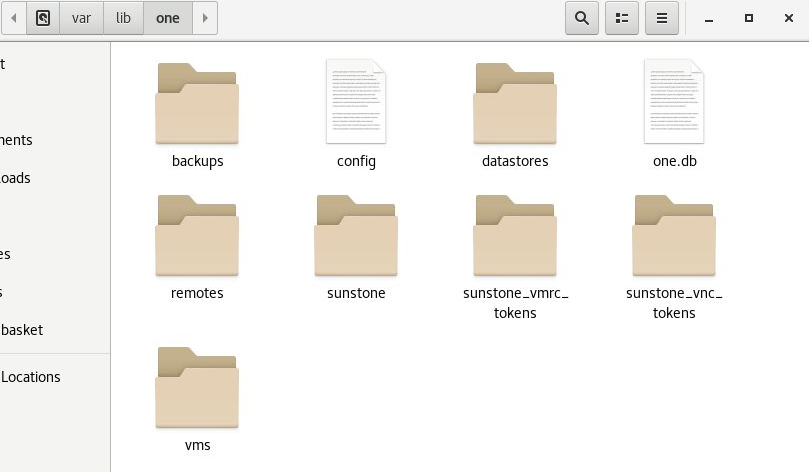 var lib one
t
ments
oads
es
s
basket
Locations
backups config datastores one.db
remotes sunstone sunstone_vmrc_ sunstone_vnc_
tokens tokens
vms